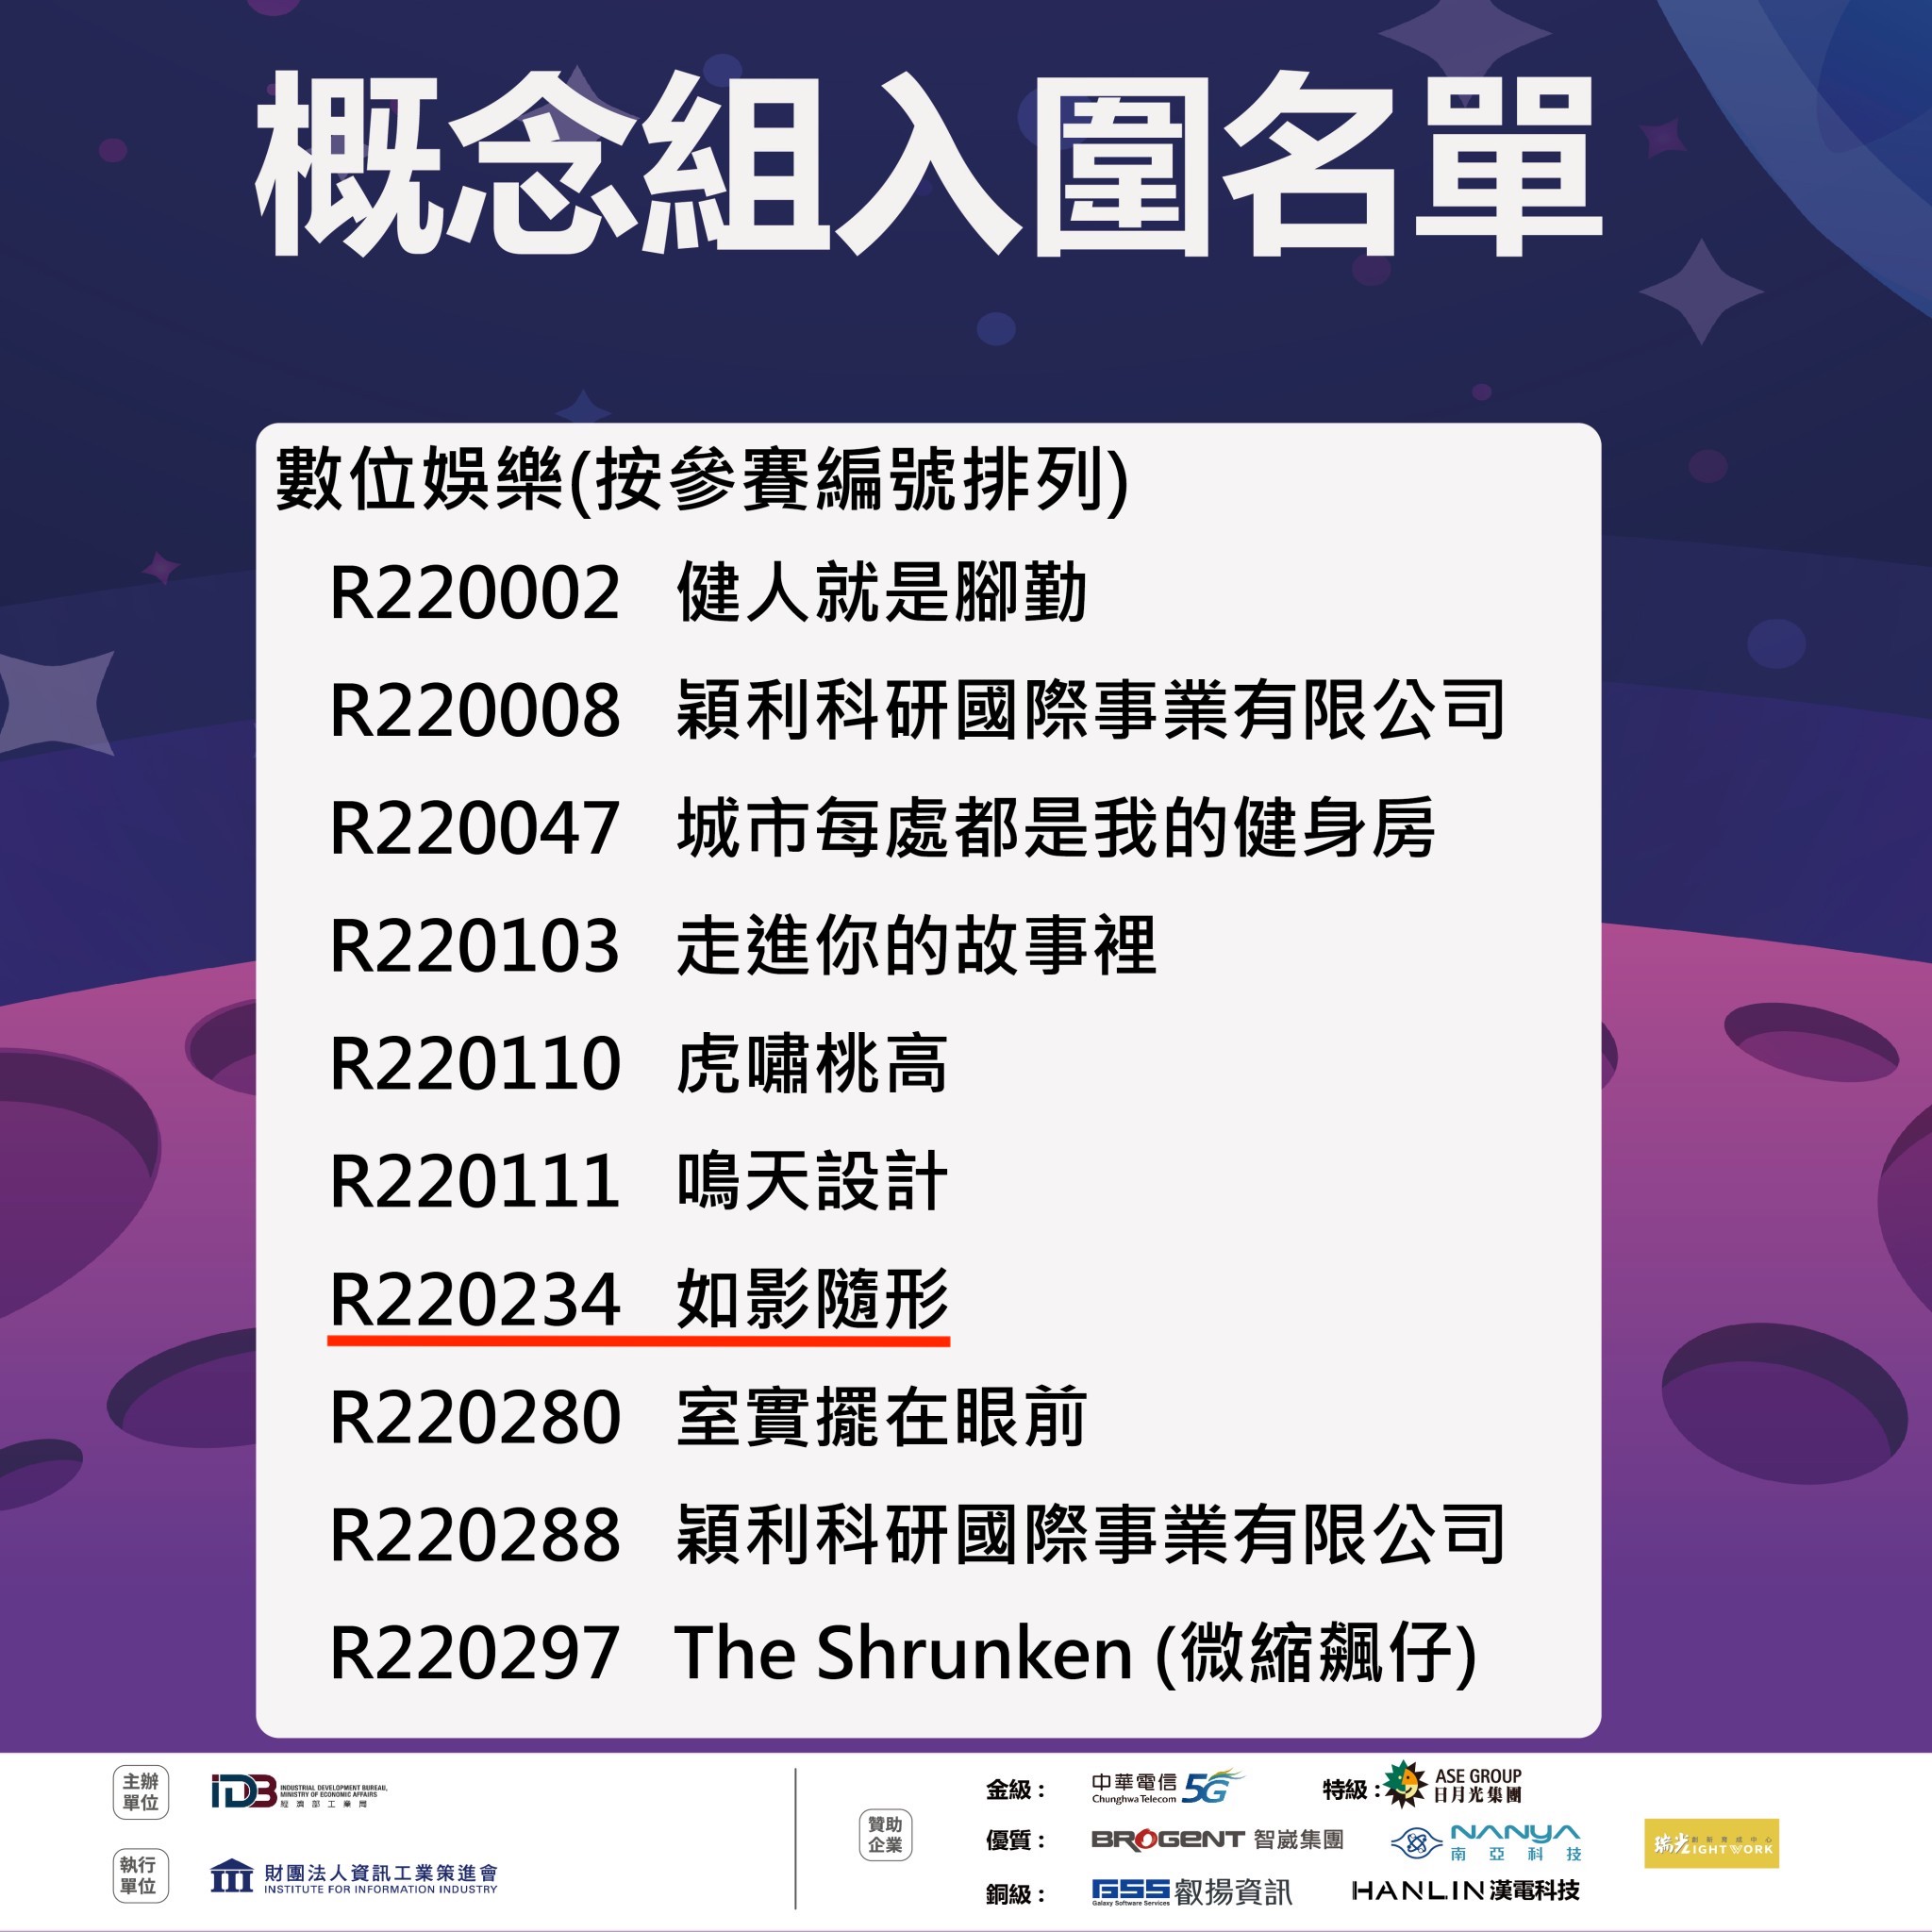 概念組入圍名單
數位娛樂(按參賽編號排列)
R220002 健人就是腳勤
R220008 穎利科研國際事業有限公司
R220047 城市每處都是我的健身房
R220103 走進你的故事裡
R220110 虎嘯桃高
R220111 鳴天設計
R220234 如影隨形
R220280 室實擺在眼前
R220288 穎利科研國際事業有限公司
R220297 The Shrunken (微縮飆仔)
主辦單位
IDB
INDUSTRIAL DEVELOPMENT BUREAU,
MINISTRY OF ECONOMIC AFFAIRS
經濟部工業局
執行單位
財團法人資訊工業策進會
INSTITUTE FOR INFORMATION INDUSTRY
贊助企業
金級：
中華電信 5G
Chunghwa Telecom
特級：
ASE GROUP
日月光集團
優質：
BROGENT 智崴集團
NANYA
南亞科技
瑞光
創新育成中心
IGHT WORK
銅級：
GSS 叡揚資訊
Galaxy Software Services
HANLIN 漢電科技